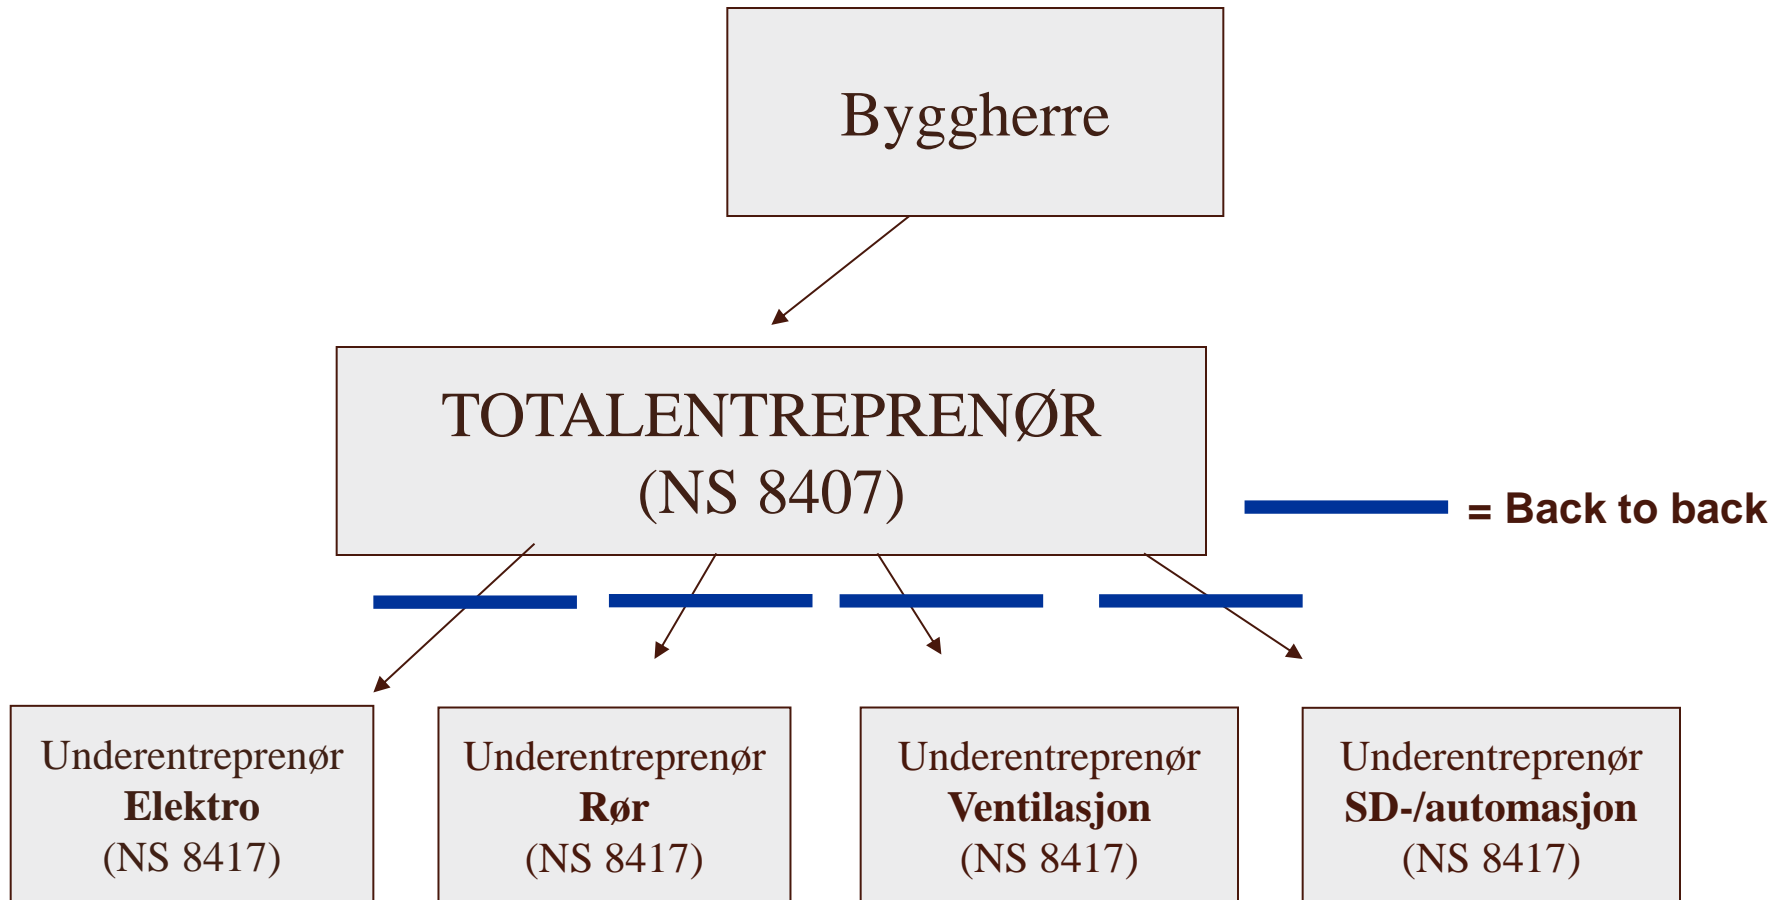 Byggherre
TOTALENTREPRENØR
(NS 8407)
= Back to back
Underentreprenør
Elektro
(NS 8417)
Underentreprenør
Rør
(NS 8417)
Underentreprenør
Ventilasjon
(NS 8417)
Underentreprenør
SD-/automasjon
(NS 8417)